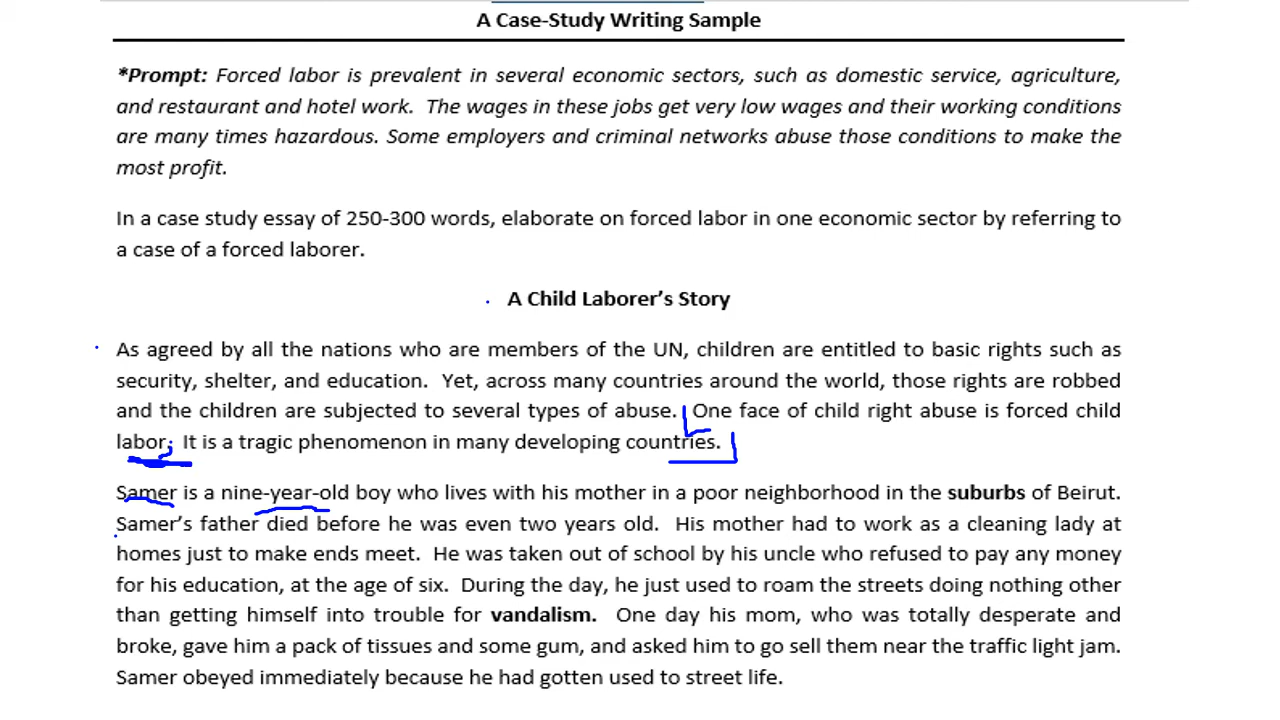 A Case-Study Writing Sample
*Prompt: Forced labor is prevalent in several economic sectors, such as domestic service, agriculture,
and restaurant and hotel work. The wages in these jobs get very low wages and their working conditions
are many times hazardous. Some employers and criminal networks abuse those conditions to make the
most profit.
In a case study essay of 250-300 words, elaborate on forced labor in one economic sector by referring to
a case of a forced laborer.
A Child Laborer's Story
As agreed by all the nations who are members of the UN, children are entitled to basic rights such as
security, shelter, and education. Yet, across many countries around the world, those rights are robbed
and the children are subjected to several types of abuse. One face of child right abuse is forced child
labor; It is a tragic phenomenon in many developing countries.
Samer is a nine-year-old boy who lives with his mother in a poor neighborhood in the suburbs of Beirut.
Samer's father died before he was even two years old. His mother had to work as a cleaning lady at
homes just to make ends meet. He was taken out of school by his uncle who refused to pay any money
for his education, at the age of six. During the day, he just used to roam the streets doing nothing other
than getting himself into trouble for vandalism. One day his mom, who was totally desperate and
broke, gave him a pack of tissues and some gum, and asked him to go sell them near the traffic light jam.
Samer obeyed immediately because he had gotten used to street life.